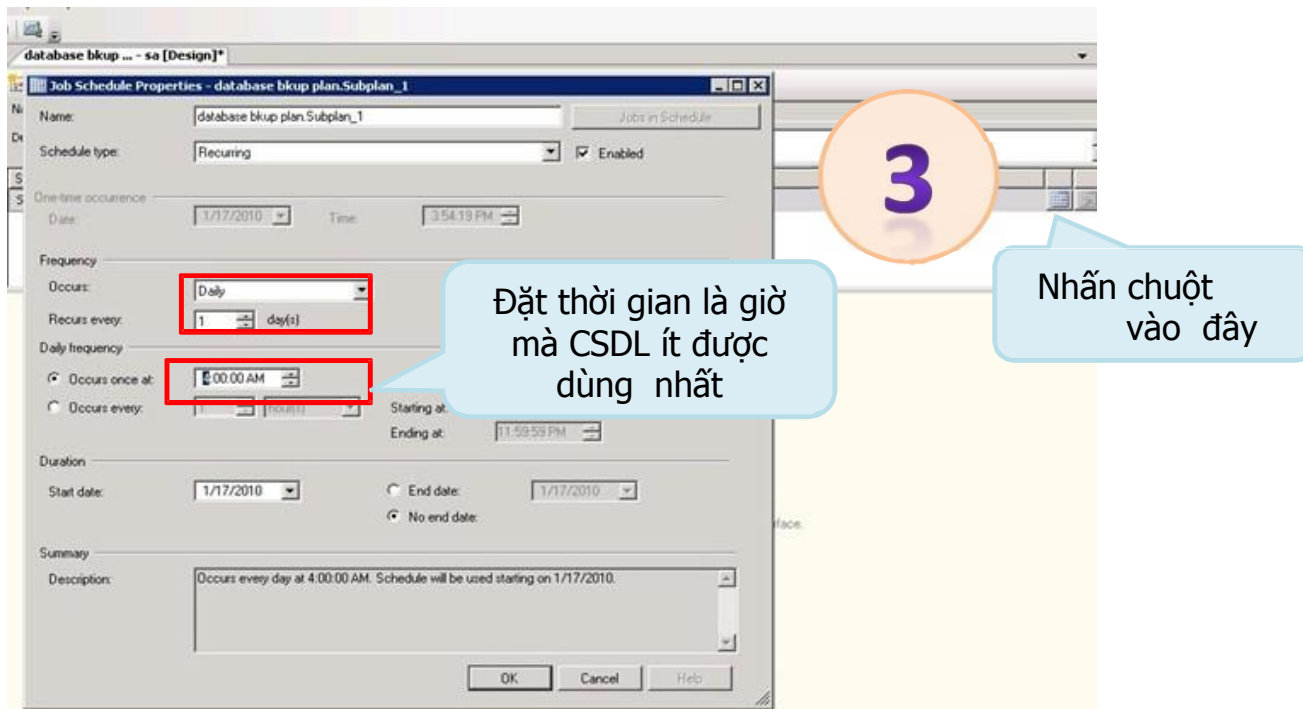 database bkup ... - sa [Design]*
Job Schedule Properties - database bkup plan.Subplan_1
Name:
database bkup plan.Subplan_1
Jobs in Schedule
Schedule type:
Recurring
Enabled
3
One-time occurrence
Date:
1/17/2010
Time:
3:54:19 PM
Nhấn chuột
vào đây
Frequency
Occurs:
Daily
Recurs every:
1
day(s)
Đặt thời gian là giờ
mà CSDL ít được
dùng nhất
Daily frequency
Occurs once at:
:00:00 AM
Occurs every:
1
hour(s)
Starting at:
Ending at:
11:59:59 PM
Duration
Start date:
1/17/2010
End date:
1/17/2010
No end date:
rface.
Summary
Description:
Occurs every day at 4:00:00 AM. Schedule will be used starting on 1/17/2010.
OK
Cancel
Help